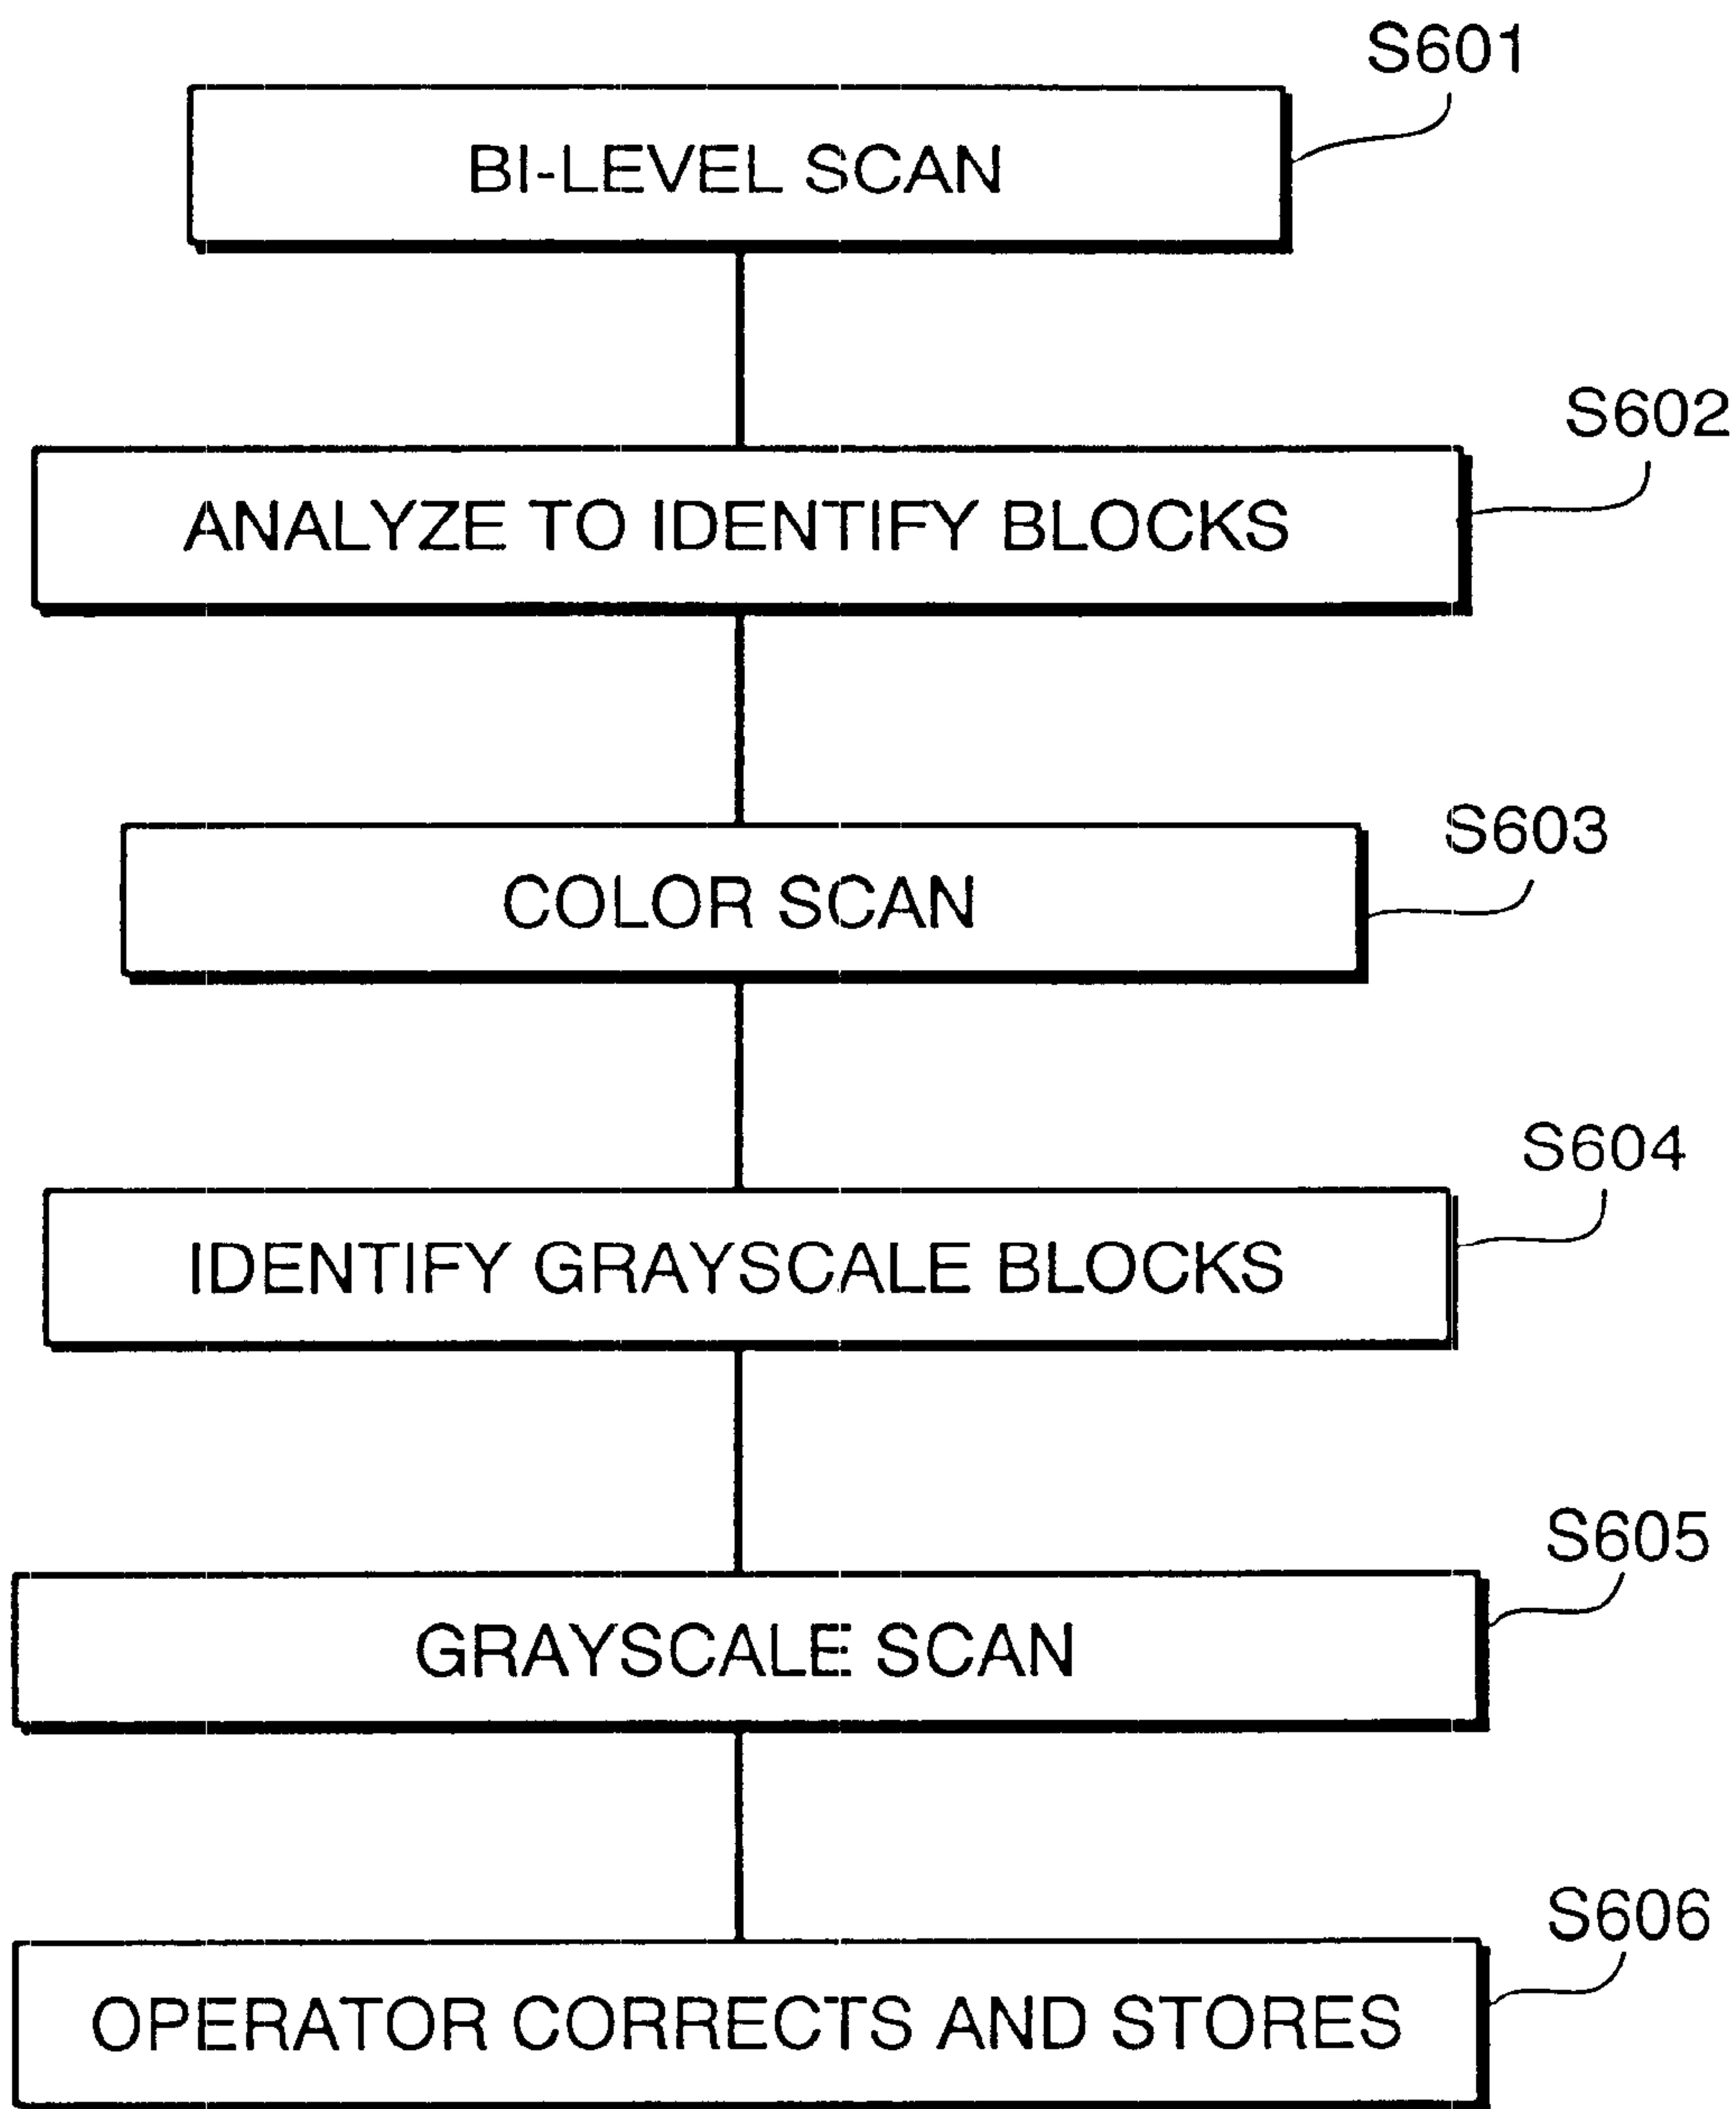 S601
BI-LEVEL SCAN
S602
ANALYZE TO IDENTIFY BLOCKS
S603
COLOR SCAN
S604
IDENTIFY GRAYSCALE BLOCKS
S605
GRAYSCALE SCAN
S606
OPERATOR CORRECTS AND STORES